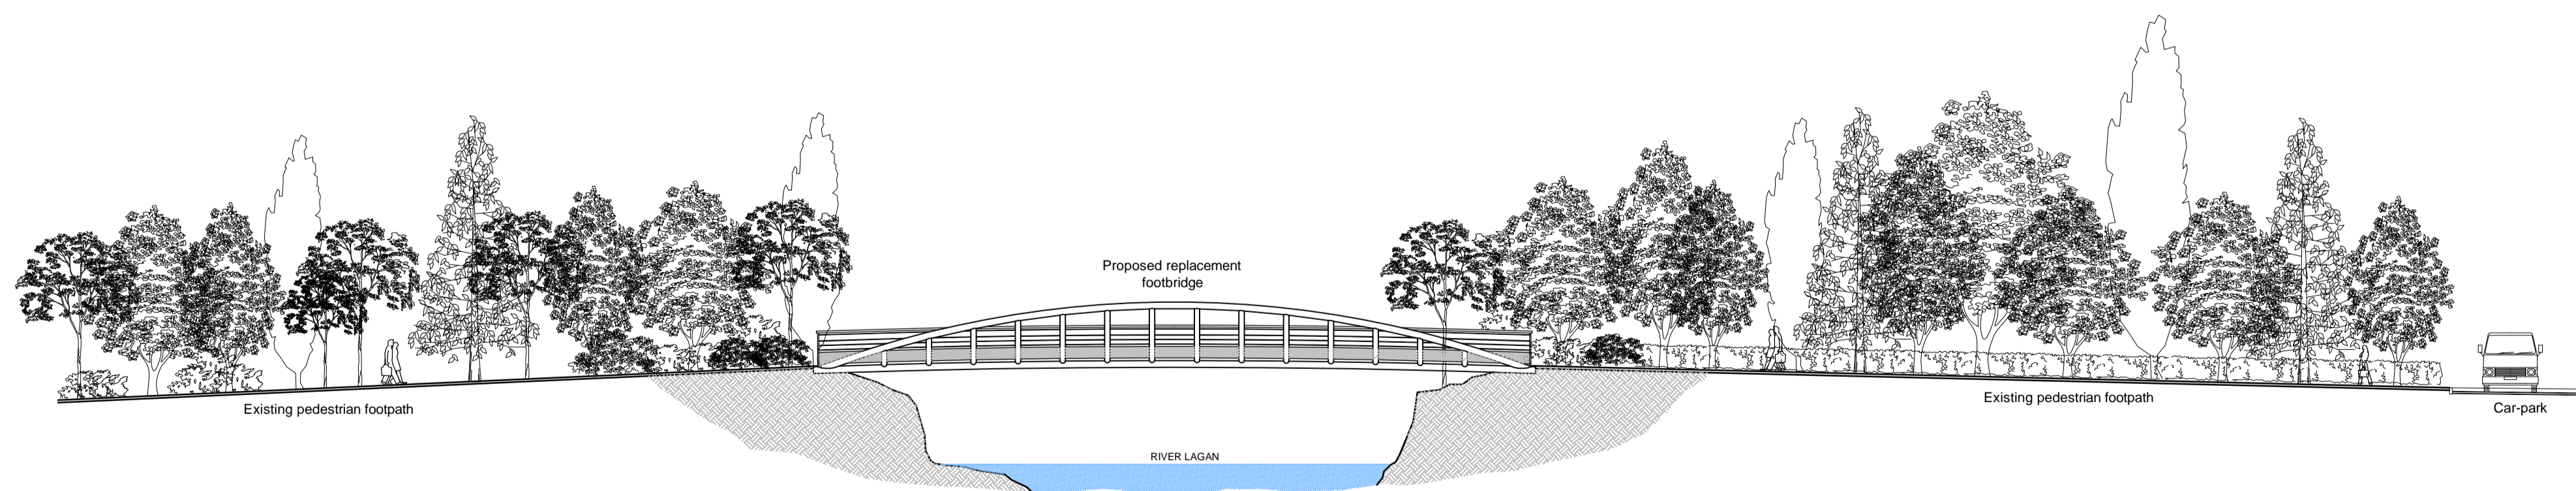 Proposed replacement
footbridge
Existing pedestrian footpath
Existing pedestrian footpath
Car-park
RIVER LAGAN